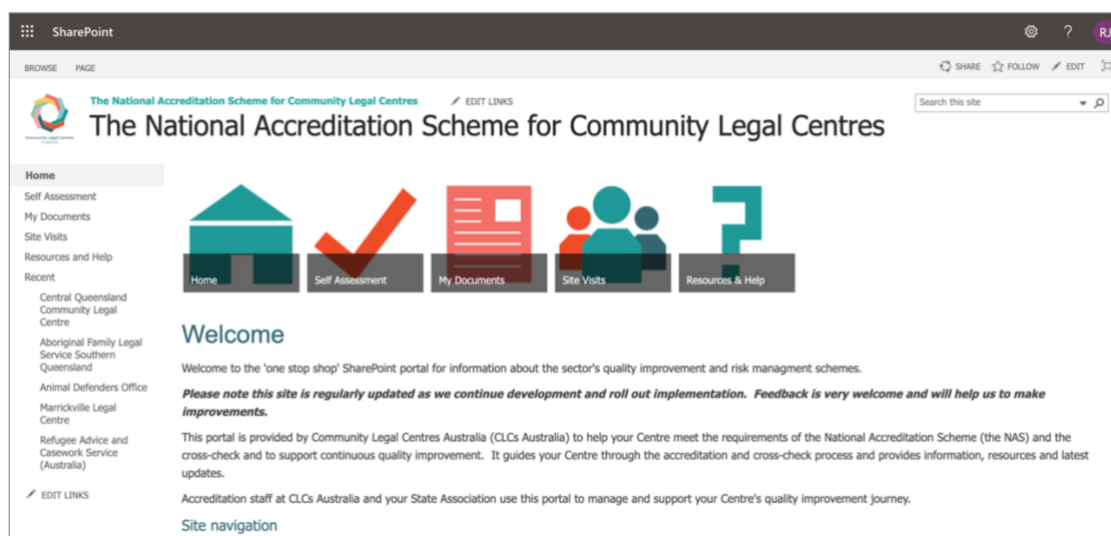 SharePoint
RJ
BROWSE PAGE
SHARE FOLLOW EDIT
The National Accreditation Scheme for Community Legal Centres EDIT LINKS
Search this site
The National Accreditation Scheme for Community Legal Centres
Community Legal Centres
Australia
Home
Self Assessment
My Documents
Site Visits
Resources and Help
Recent
Central Queensland
Community Legal
Centre
Aboriginal Family Legal
Service Southern
Queensland
Animal Defenders Office
Marrickville Legal
Centre
Refugee Advice and
Casework Service
(Australia)
EDIT LINKS
Home Self Assessment My Documents Site Visits Resources & Help
Welcome
Welcome to the 'one stop shop' SharePoint portal for information about the sector's quality improvement and risk managment schemes.
Please note this site is regularly updated as we continue development and roll out implementation. Feedback is very welcome and will help us to make
improvements.
This portal is provided by Community Legal Centres Australia (CLCs Australia) to help your Centre meet the requirements of the National Accreditation Scheme (the NAS) and the
cross-check and to support continuous quality improvement. It guides your Centre through the accreditation and cross-check process and provides information, resources and latest
updates.
Accreditation staff at CLCs Australia and your State Association use this portal to manage and support your Centre's quality improvement journey.
Site navigation